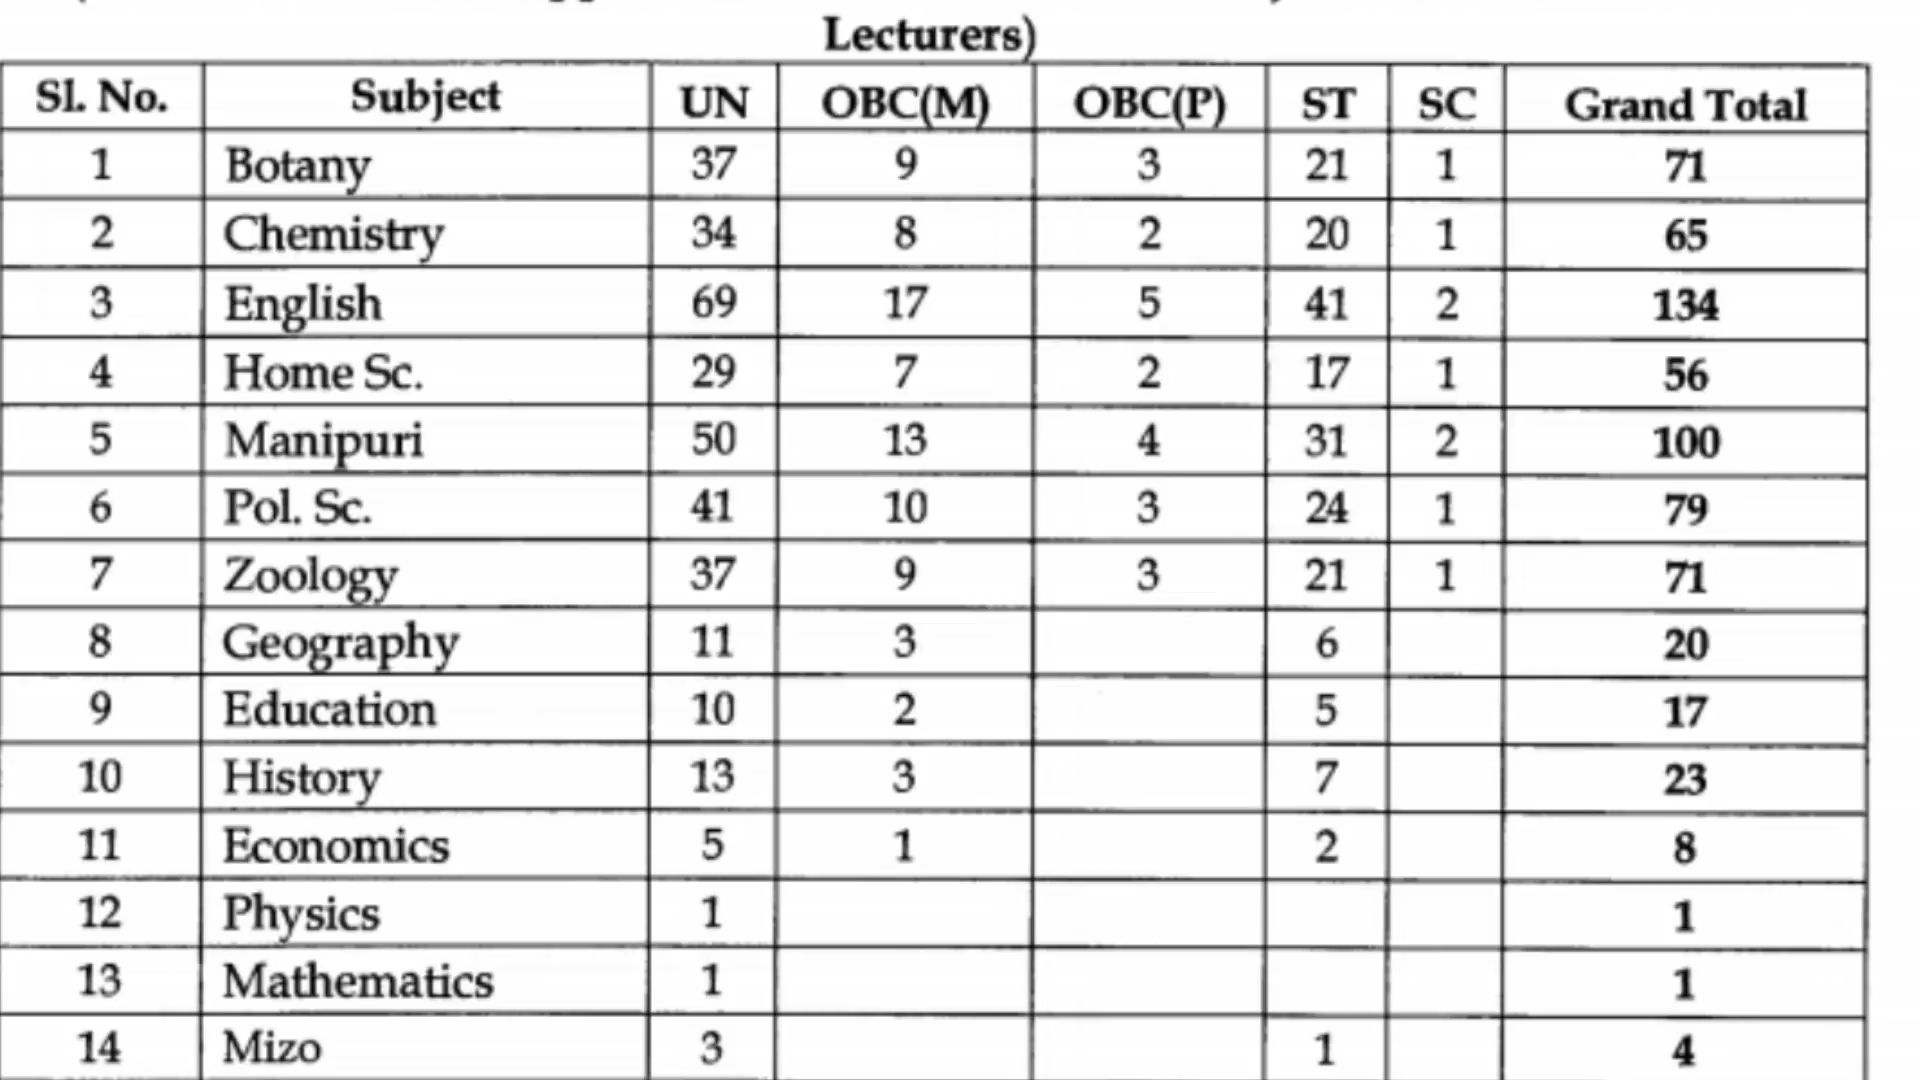 Lecturers)
Sl. No. Subject UN OBC(M) OBC(P) ST SC Grand Total
1 Botany 37 9 3 21 1 71
2 Chemistry 34 8 2 20 1 65
3 English 69 17 5 41 2 134
4 Home Sc. 29 7 2 17 1 56
5 Manipuri 50 13 4 31 2 100
6 Pol. Sc. 41 10 3 24 1 79
7 Zoology 37 9 3 21 1 71
8 Geography 11 3 6 20
9 Education 10 2 5 17
10 History 13 3 7 23
11 Economics 5 1 2 8
12 Physics 1 1
13 Mathematics 1 1
14 Mizo 3 1 4